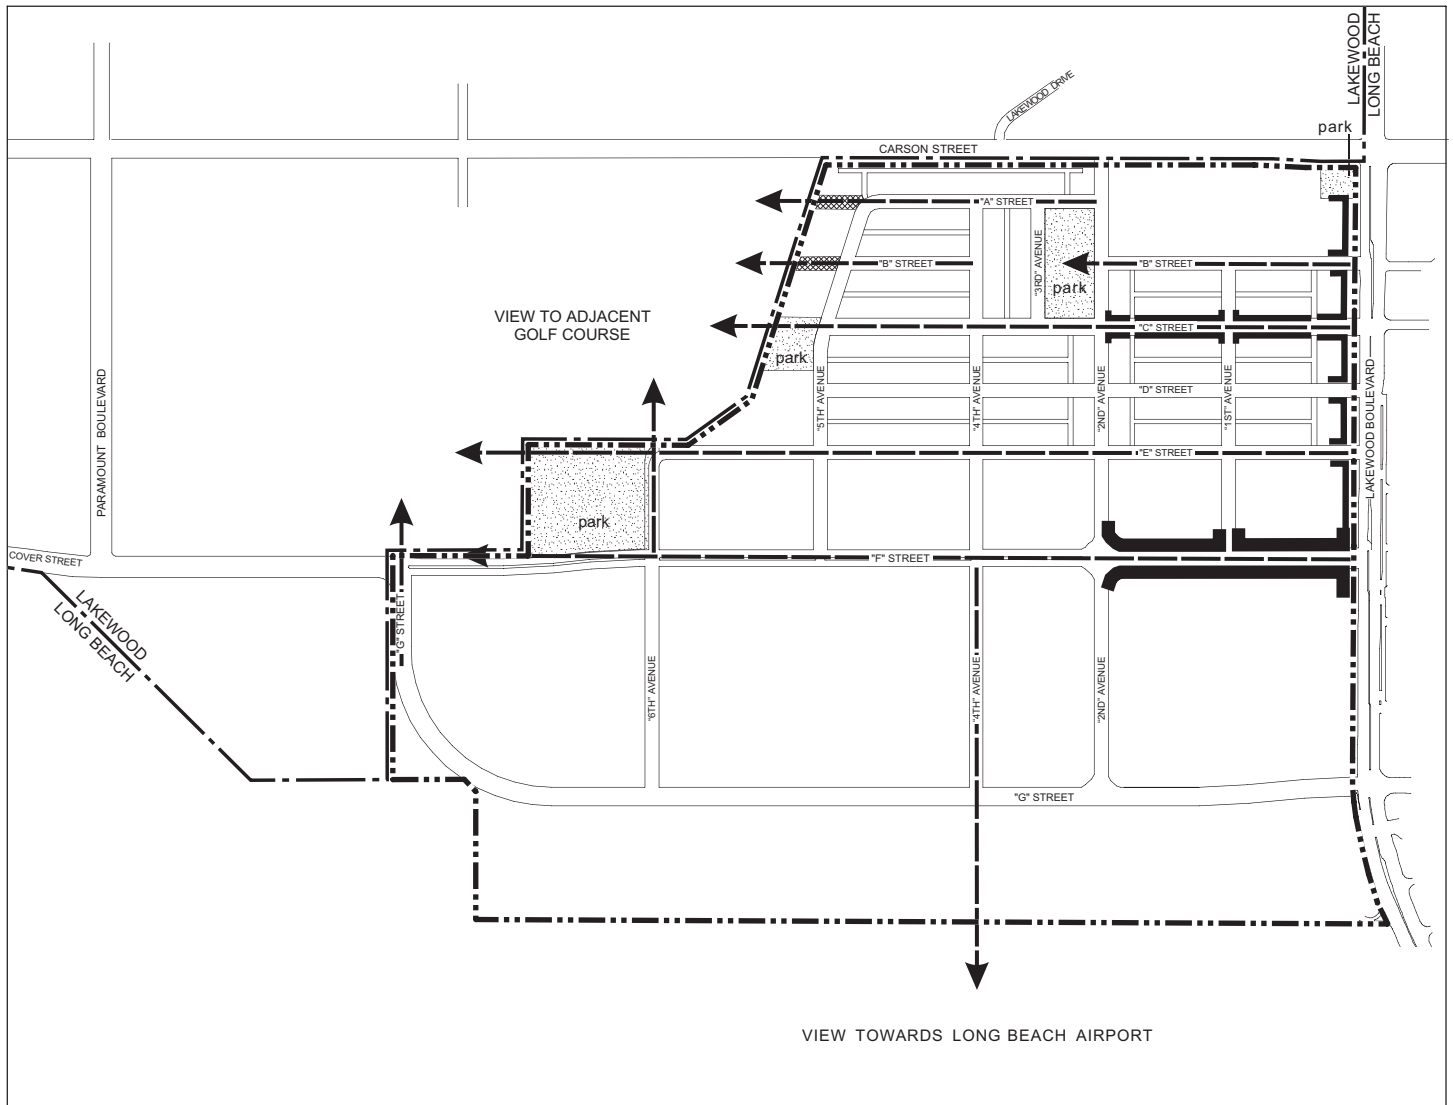 LAKEWOOD
LONG BEACH
LAKEWOOD DRIVE
park
CARSON STREET
"A" STREET
"3RD" AVENUE
"B" STREET
"B" STREET
park
VIEW TO ADJACENT
GOLF COURSE
"C" STREET
park
PARAMOUNT BOULEVARD
"5TH" AVENUE
"4TH" AVENUE
"2ND" AVENUE
"1ST" AVENUE
LAKEWOOD BOULEVARD
"D" STREET
"E" STREET
park
COVER STREET
"F" STREET
"G" STREET
LAKEWOOD
LONG BEACH
"6TH" AVENUE
"4TH" AVENUE
"2ND" AVENUE
"G" STREET
VIEW TOWARDS LONG BEACH AIRPORT